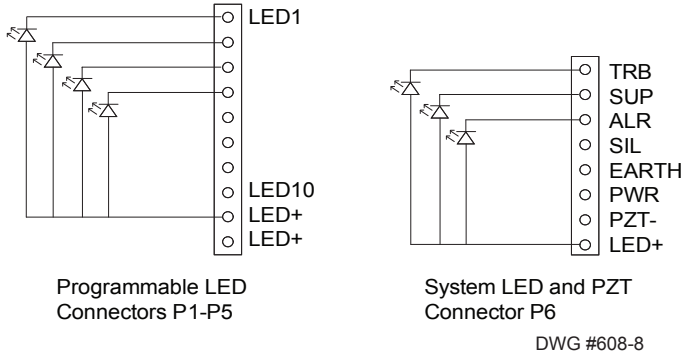 LED1
LED10
LED+
LED+
Programmable LED
Connectors P1-P5
TRB
SUP
ALR
SIL
EARTH
PWR
PZT-
LED+
System LED and PZT
Connector P6
DWG #608-8